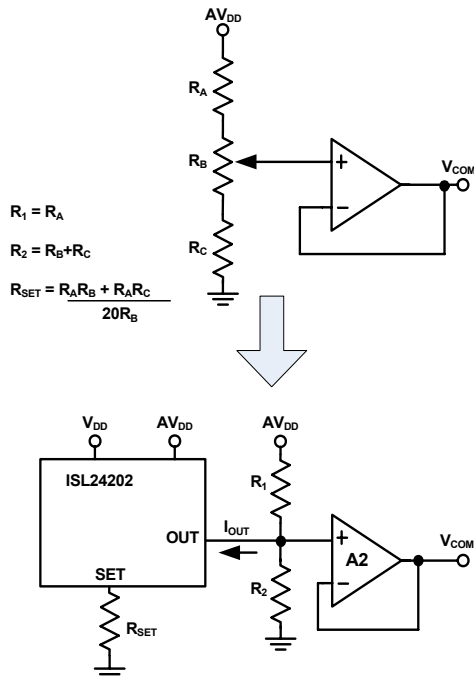 AVDD
RA
RB
+
VCOM
−
RC
R1 = RA
R2 = RB+RC
RSET = RARB + RARC
20RB
VDD
AVDD
AVDD
ISL24202
R1
OUT
IOUT
+
A2
VCOM
−
SET
R2
RSET